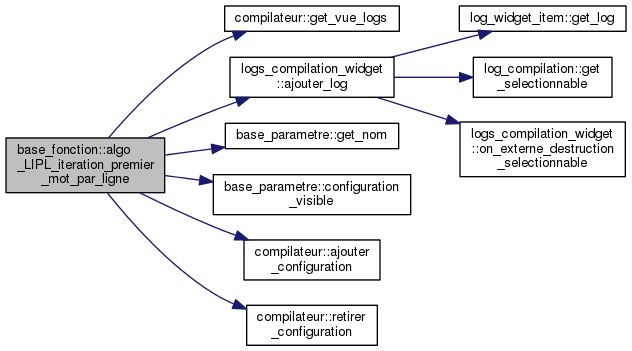 compilateur::get_vue_logs
log_widget_item::get_log
logs_compilation_widget
::ajouter_log
log_compilation::get
_selectionnable
base_parametre::get_nom
logs_compilation_widget
::on_externe_destruction
_selectionnable
base_fonction::algo
_LIPL_iteration_premier
_mot_par_ligne
base_parametre::configuration
_visible
compilateur::ajouter
_configuration
compilateur::retirer
_configuration